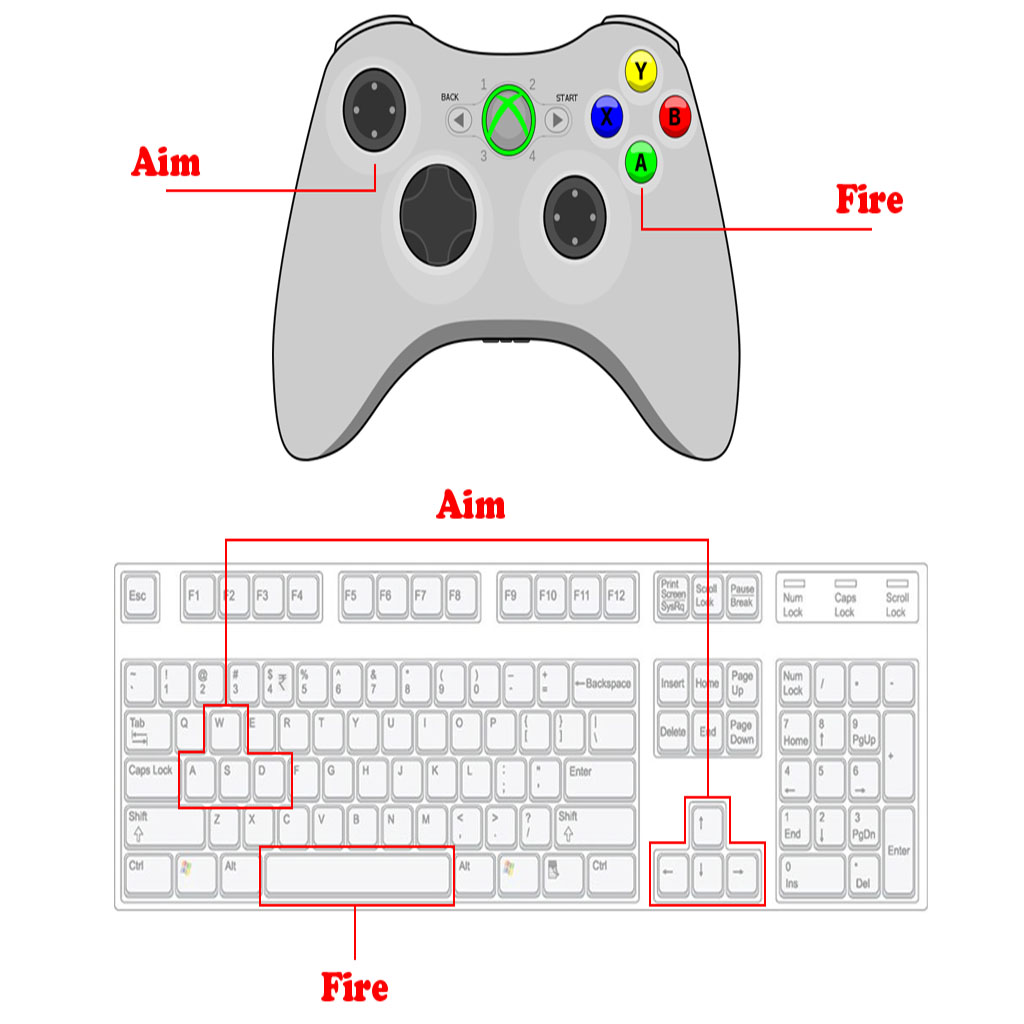 Y
1 2
BACK START
X X B
3 4
A
Aim
Fire
Aim
Esc F1 F2 F3 F4 F5 F6 F7 F8 F9 F10 F11 F12 Print Screen SysRq Scroll Lock Pause Break Num Lock Caps Lock Scroll Lock
~ ` ! 1 @ 2 # 3 $ 4 ₹ % 5 ^ 6 & 7 * 8 ( 9 ) 0 - - + = ←Backspace Insert Home Page Up Num Lock / * -
Tab Q W E R T Y U I O P { [ } ] | \ Delete End Page Down 7 Home 8 ↑ 9 PgUp +
Caps Lock A S D F G H J K L : ; " ' Enter 4 ← 5 6 →
Shift ⇧ Z X C V B N M < , > . ? / Shift ⇧ ↑ 1 End 2 ↓ 3 PgDn Enter
Ctrl Alt Alt Ctrl ← ↓ → 0 Ins . Del
Fire